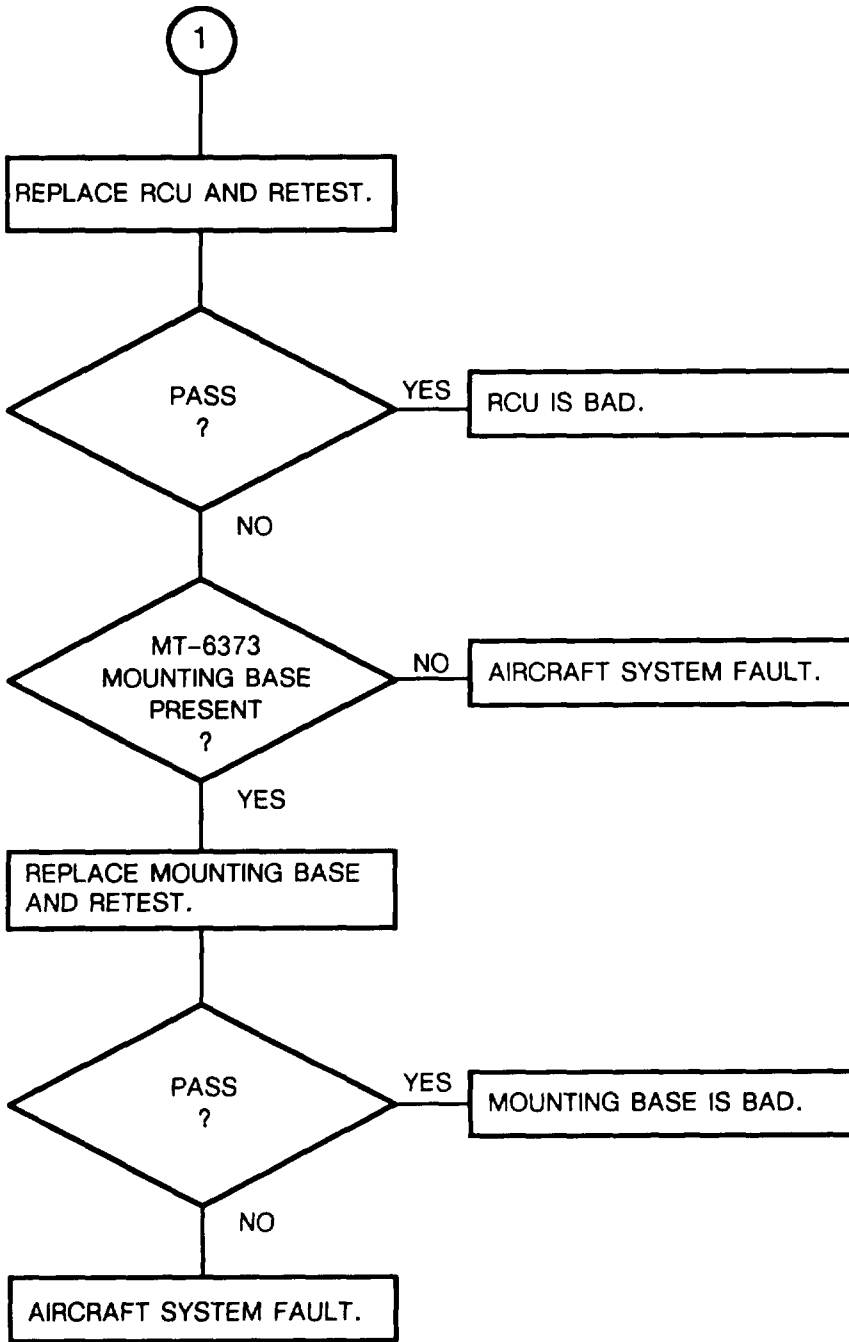 1
REPLACE RCU AND RETEST.
PASS
?
YES
RCU IS BAD.
NO
MT-6373
MOUNTING BASE
PRESENT
?
NO
AIRCRAFT SYSTEM FAULT.
YES
REPLACE MOUNTING BASE
AND RETEST.
PASS
?
YES
MOUNTING BASE IS BAD.
NO
AIRCRAFT SYSTEM FAULT.